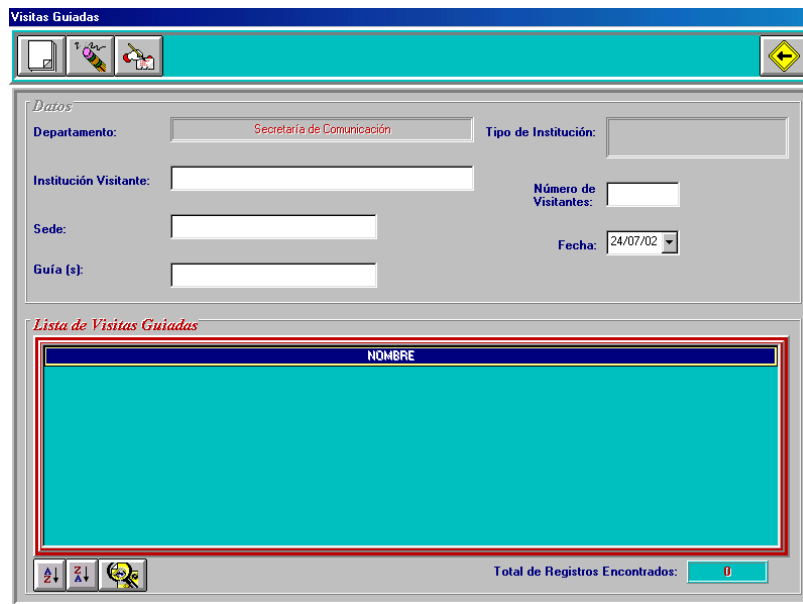 Visitas Guiadas
Datos
Departamento: Secretaría de Comunicación Tipo de Institución:
Institución Visitante:
Número de
Visitantes:
Sede:
Fecha: 24/07/02
Guía (s):
Lista de Visitas Guiadas
NOMBRE
A Z Z A
Total de Registros Encontrados: 0